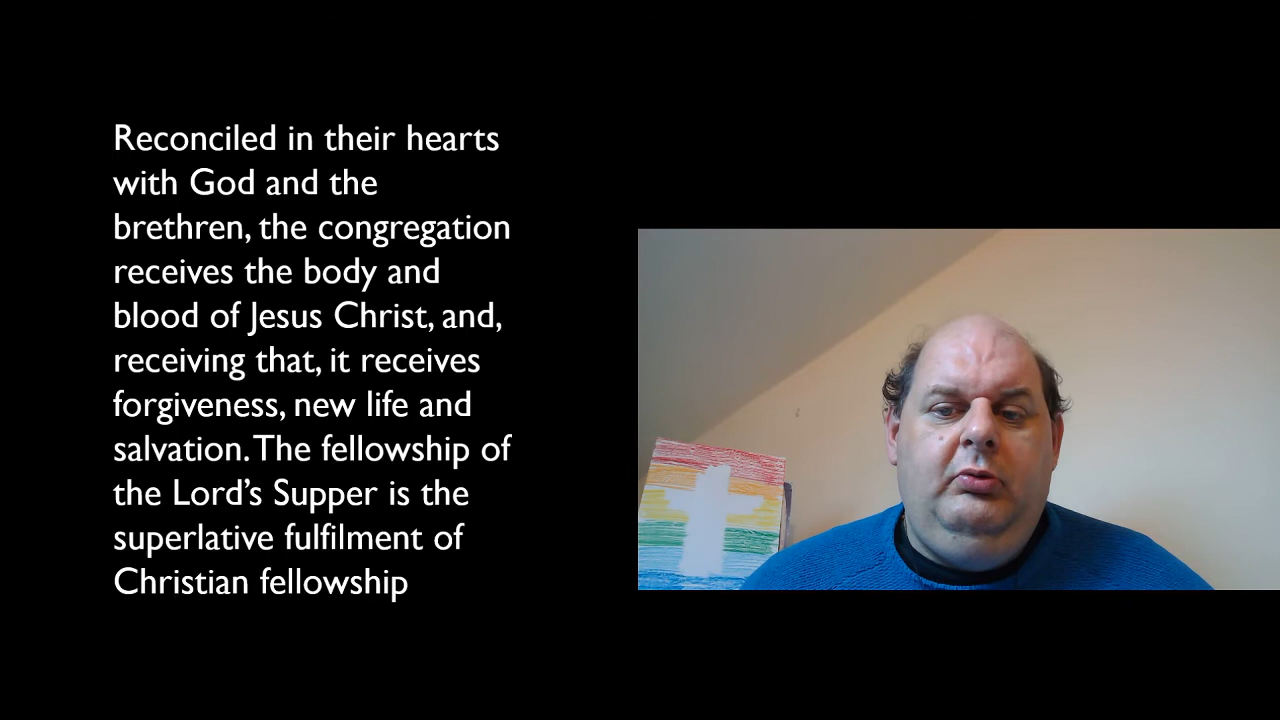 Reconciled in their hearts
with God and the
brethren, the congregation
receives the body and
blood of Jesus Christ, and,
receiving that, it receives
forgiveness, new life and
salvation. The fellowship of
the Lord’s Supper is the
superlative fulfilment of
Christian fellowship